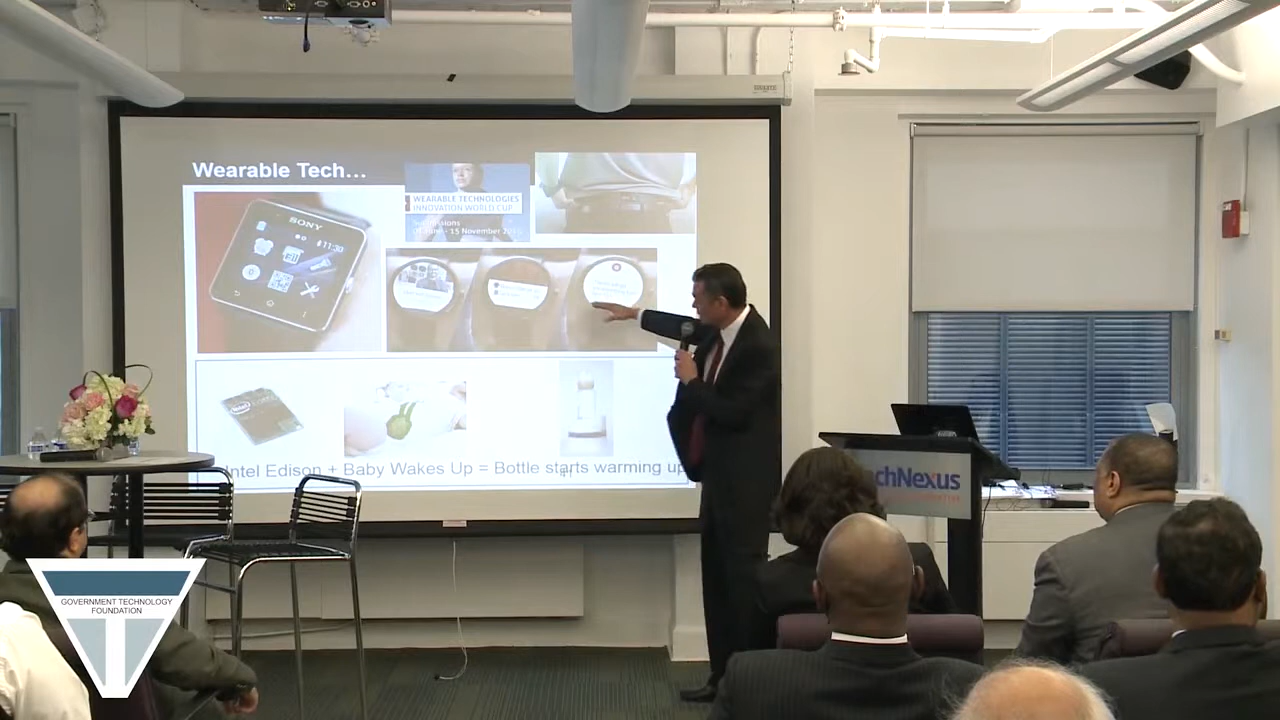 Wearable Tech...
WEARABLE TECHNOLOGIES
INNOVATION WORLD CUP
15 November
SONY
11:30
Intel Edison + Baby Wakes Up = Bottle starts warming up
chNexus
GOVERNMENT TECHNOLOGY
FOUNDATION